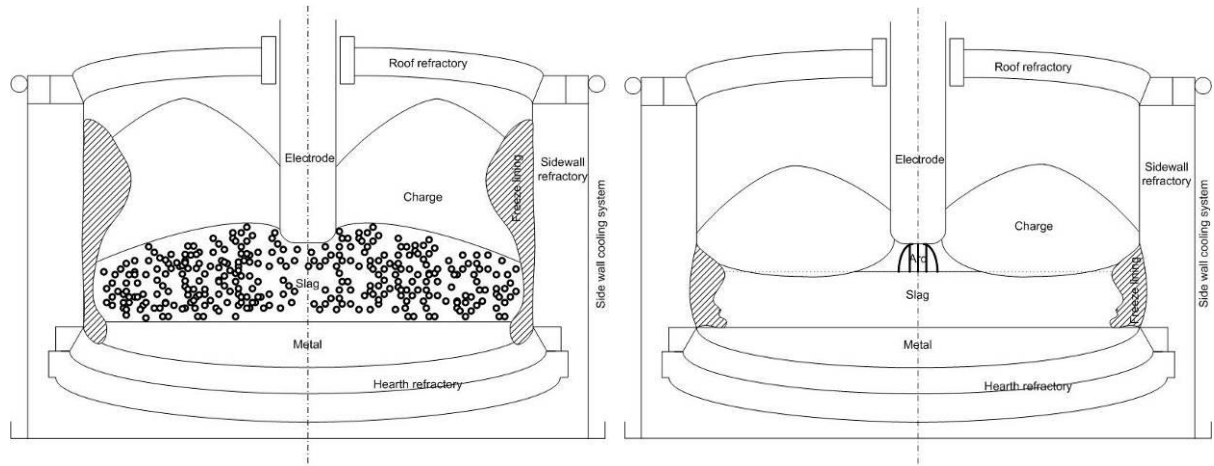 Roof refractory
Electrode
Sidewall
refractory
Freeze lining
Charge
Side wall cooling system
Slag
Metal
Hearth refractory
Roof refractory
Electrode
Sidewall
refractory
Charge
Side wall cooling system
Arc
Slag
Freeze lining
Metal
Hearth refractory